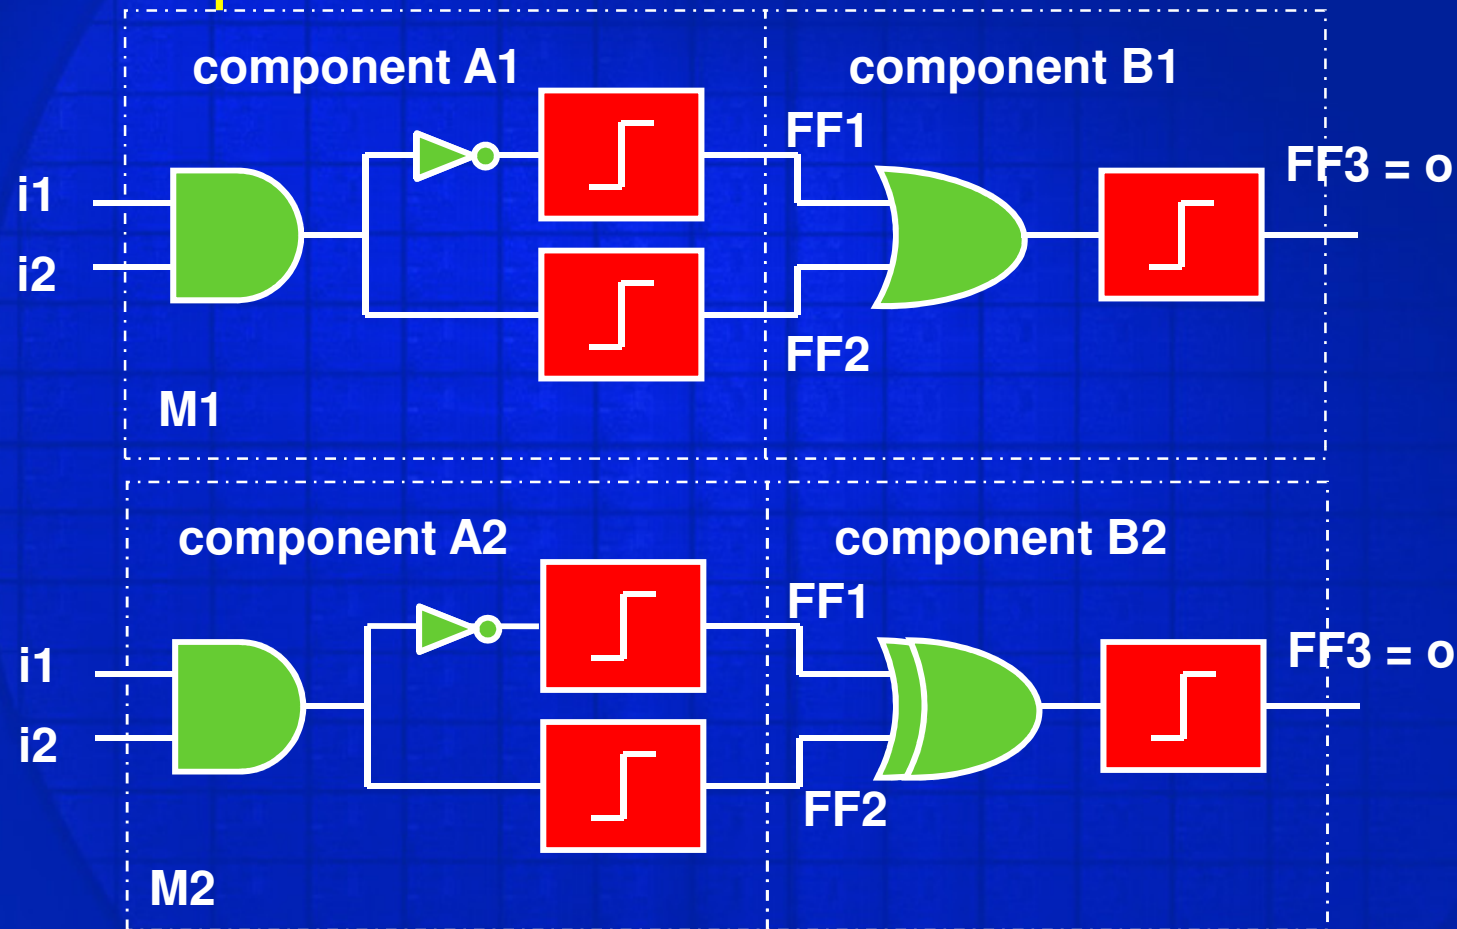 component A1
component B1
FF1
FF3 = o
i1
i2
FF2
M1
component A2
component B2
FF1
FF3 = o
i1
i2
FF2
M2